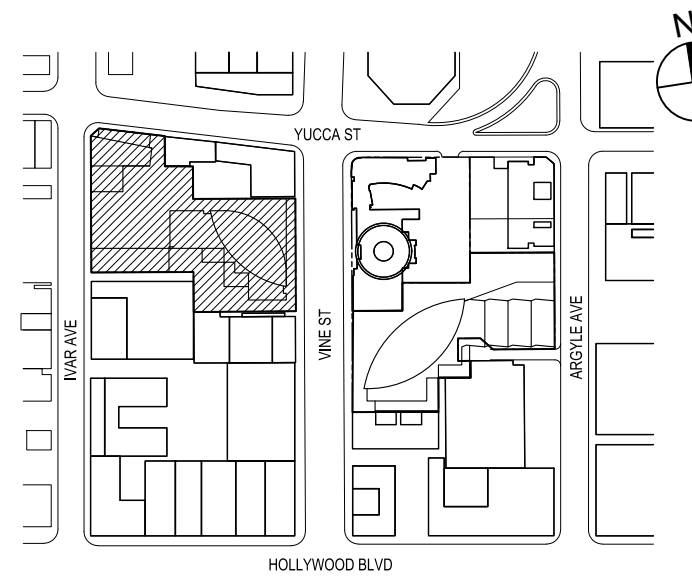 N
YUCCA ST
IVAR AVE
VINE ST
ARGYLE AVE
HOLLYWOOD BLVD